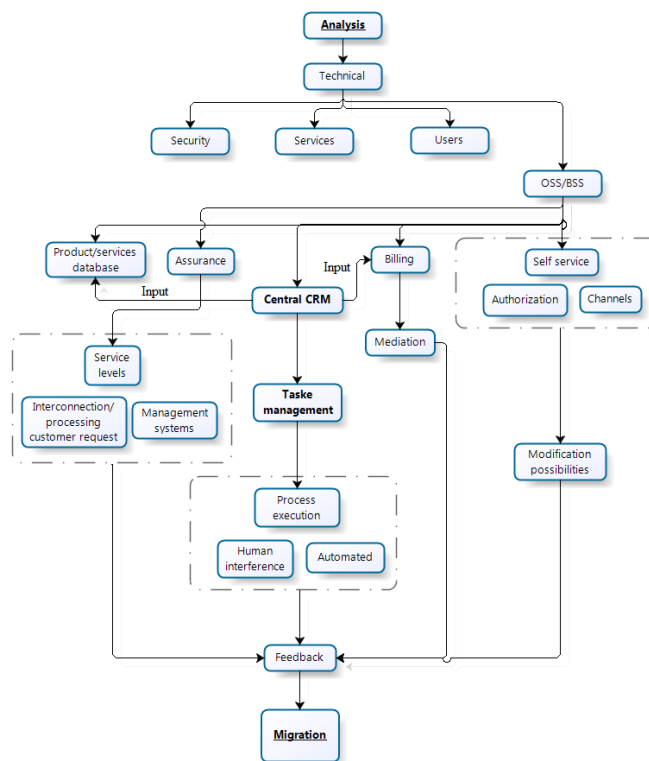 Analysis
Technical
Security
Services
Users
OSS/BSS
Product/services
database
Assurance
Billing
Self service
Input
Input
Central CRM
Authorization
Channels
Mediation
Service
levels
Interconnection/
processing
customer request
Management
systems
Taske
management
Modification
possibilities
Process
execution
Human
interference
Automated
Feedback
Migration